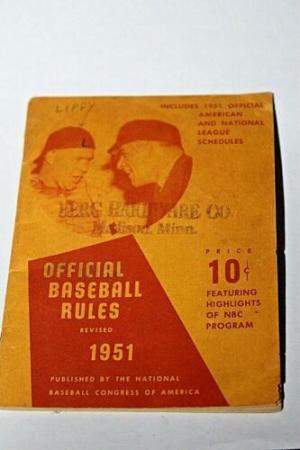 LIPPY
INCLUDES 1951 OFFICIAL
AMERICAN
AND NATIONAL
LEAGUE
SCHEDULES
BERG HARDWARE CO
Madison, Minn.
OFFICIAL
BASEBALL
RULES
REVISED
1951
PUBLISHED BY THE NATIONAL
BASEBALL CONGRESS OF AMERICA
PRICE
10¢
FEATURING
HIGHLIGHTS
OF NBC
PROGRAM